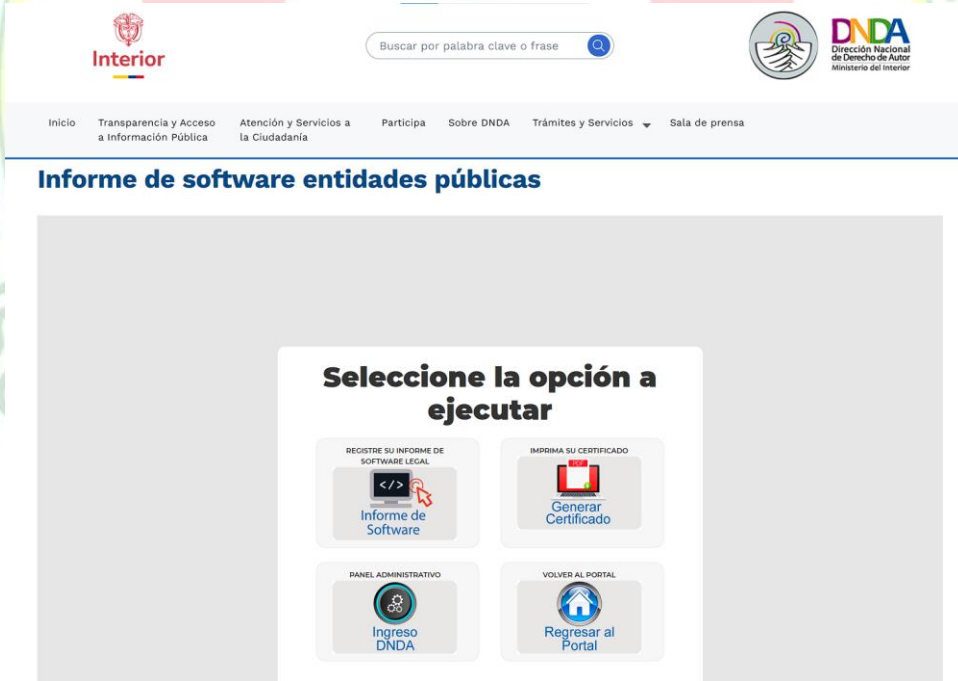 Interior
Buscar por palabra clave o frase
DNDA
Dirección Nacional
de Derecho de Autor
Ministerio del Interior
Inicio
Transparencia y Acceso
a Información Pública
Atención y Servicios a
la Ciudadanía
Participa
Sobre DNDA
Trámites y Servicios
Sala de prensa
Informe de software entidades públicas
Seleccione la opción a
ejecutar
REGISTRE SU INFORME DE
SOFTWARE LEGAL
</>
Informe de
Software
IMPRIMA SU CERTIFICADO
PDF
Generar
Certificado
PANEL ADMINISTRATIVO
Ingreso
DNDA
VOLVER AL PORTAL
Regresar al
Portal